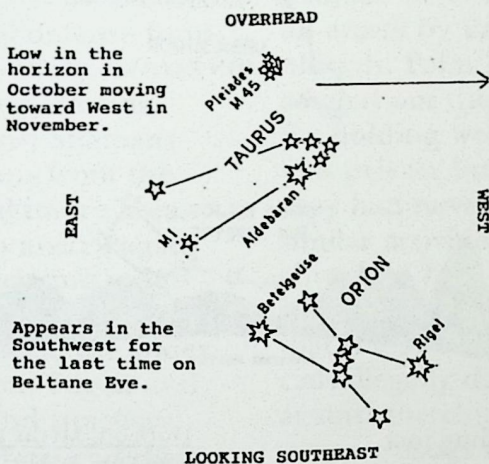 OVERHEAD
Low in the
horizon in
October moving
toward West in
November.
Pleiades
M 45
TAURUS
EAST
WEST
M1
Aldebaran
Betelgeuse
ORION
Rigel
Appears in the
Southwest for
the last time on
Beltane Eve.
LOOKING SOUTHEAST